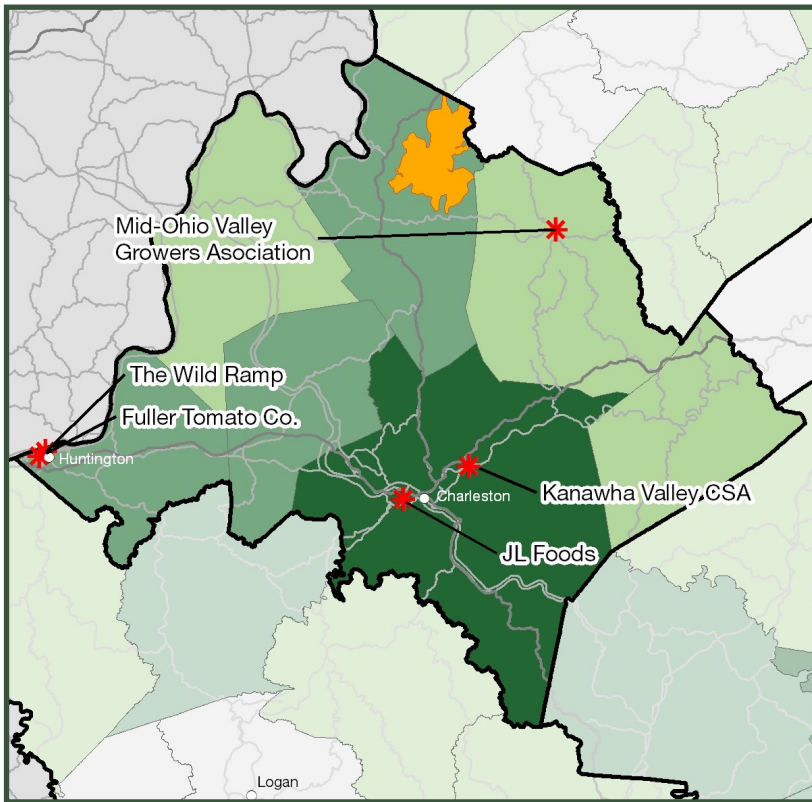 Mid-Ohio Valley
Growers Asociation
The Wild Ramp
Fuller Tomato Co.
Huntington
Charleston
Kanawha Valley CSA
JL Foods
Logan